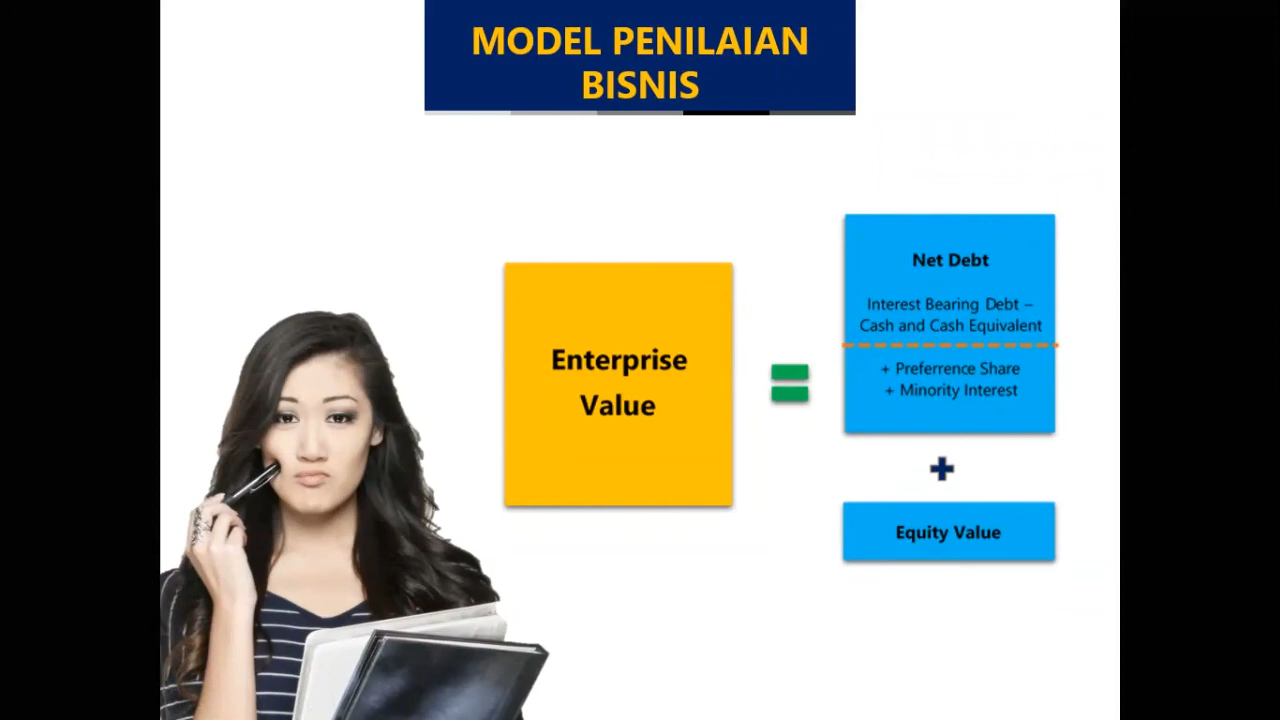 MODEL PENILAIAN
BISNIS
Enterprise
Value
Net Debt
Interest Bearing Debt –
Cash and Cash Equivalent
+ Preferrence Share
+ Minority Interest
Equity Value